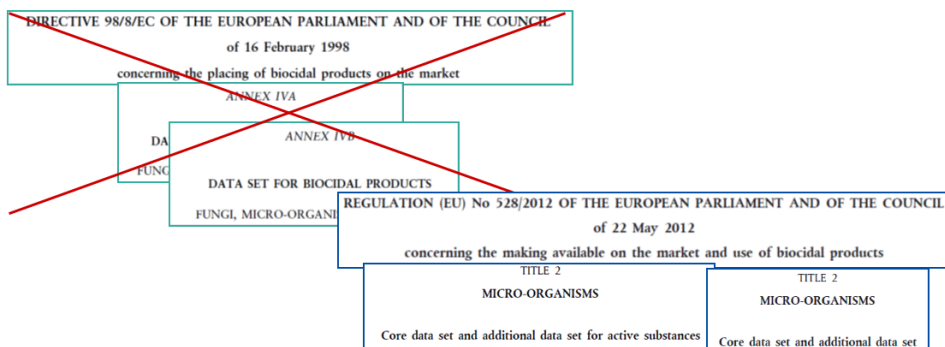 DIRECTIVE 98/8/EC OF THE EUROPEAN PARLIAMENT AND OF THE COUNCIL
of 16 February 1998
concerning the placing of biocidal products on the market
ANNEX IVA
ANNEX IVB
DATA SET FOR BIOCIDAL PRODUCTS
FUNGI,
REGULATION (EU) No 528/2012 OF THE EUROPEAN PARLIAMENT AND OF THE COUNCIL
of 22 May 2012
concerning the making available on the market and use of biocidal products
TITLE 2
MICRO-ORGANISMS
Core data set and additional data set for active substances
TITLE 2
MICRO-ORGANISMS
Core data set and additional data set